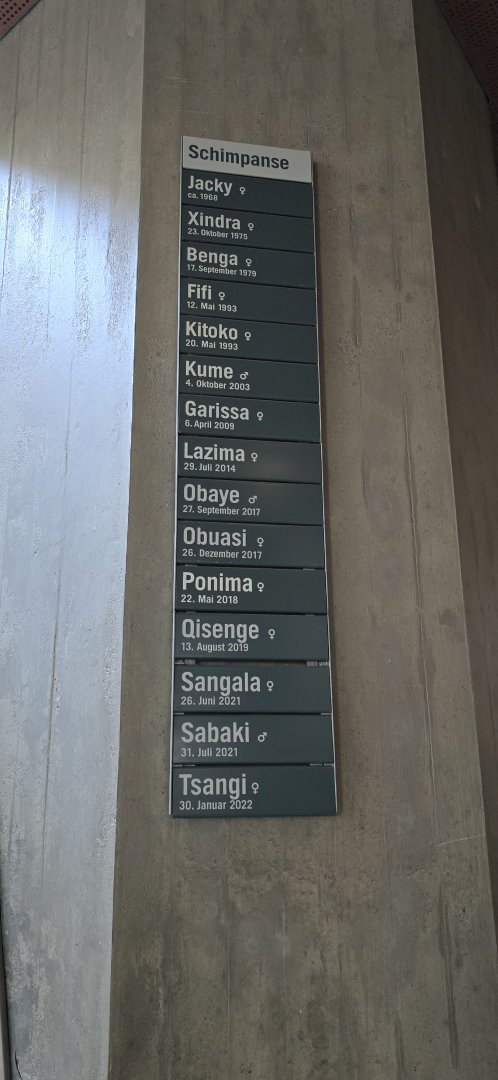 Schimpanse
Jacky ♀
ca. 1968
Xindra ♀
23. Oktober 1975
Benga ♀
17. September 1979
Fifi ♀
12. Mai 1993
Kitoko ♀
20. Mai 1993
Kume ♂
4. Oktober 2003
Garissa ♀
6. April 2009
Lazima ♀
29. Juli 2014
Obaye ♂
27. September 2017
Obuasi ♀
26. Dezember 2017
Ponima ♀
22. Mai 2018
Qisenge ♀
13. August 2019
Sangala ♀
26. Juni 2021
Sabaki ♂
31. Juli 2021
Tsangi ♀
30. Januar 2022